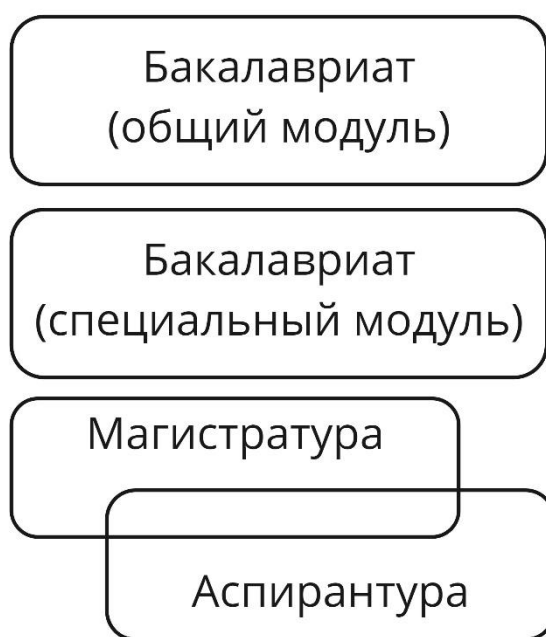 Бакалавриат
(общий модуль)
Бакалавриат
(специальный модуль)
Магистратура
Аспирантура